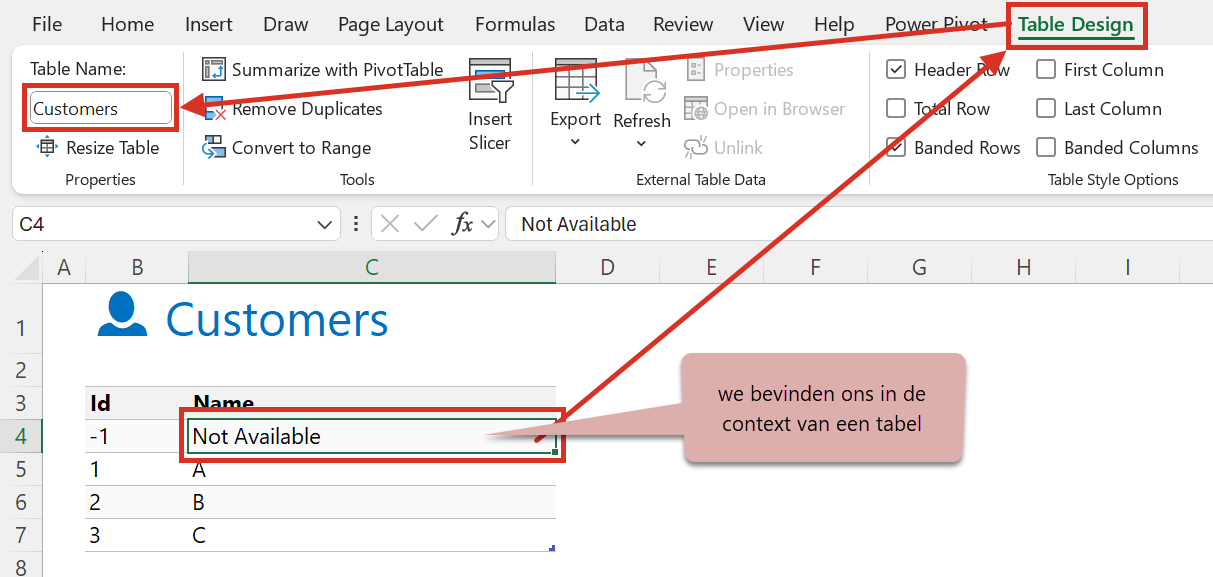 File Home Insert Draw Page Layout Formulas Data Review View Help Power Pivot Table Design
Table Name:
Customers
Resize Table
Properties
Summarize with PivotTable
Remove Duplicates
Convert to Range
Tools
Insert
Slicer
Export
Refresh
Properties
Open in Browser
Unlink
External Table Data
Header Row
Total Row
Banded Rows
First Column
Last Column
Banded Columns
Table Style Options
C4 fx Not Available
A B C D E F G H I
1 Customers
2
3 Id Name
4 -1 Not Available
5 1 A
6 2 B
7 3 C
8
we bevinden ons in de
context van een tabel